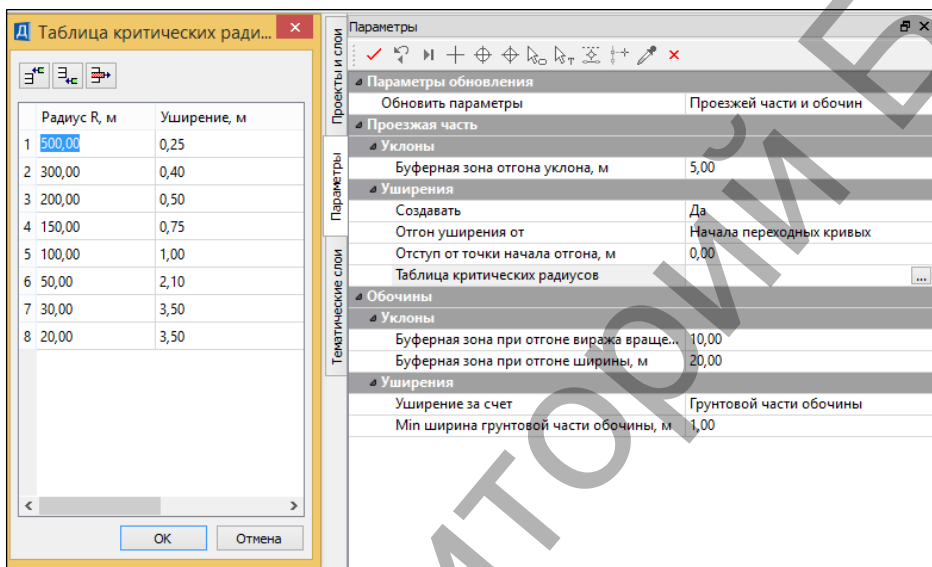 Таблица критических ради...
Радиус R, м Уширение, м
1 500,00 0,25
2 300,00 0,40
3 200,00 0,50
4 150,00 0,75
5 100,00 1,00
6 50,00 2,10
7 30,00 3,50
8 20,00 3,50
ОК Отмена
Проекты и слои
Параметры
Тематические слои
Параметры
Параметры обновления
Обновить параметры Проезжей части и обочин
Проезжая часть
Уклоны
Буферная зона отгона уклона, м 5,00
Уширения
Создавать Да
Отгон уширения от Начала переходных кривых
Отступ от точки начала отгона, м 0,00
Таблица критических радиусов ...
Обочины
Уклоны
Буферная зона при отгоне виража враще... 10,00
Буферная зона при отгоне ширины, м 20,00
Уширения
Уширение за счет Грунтовой части обочины
Min ширина грунтовой части обочины, м 1,00
ИТОРИЙ Б